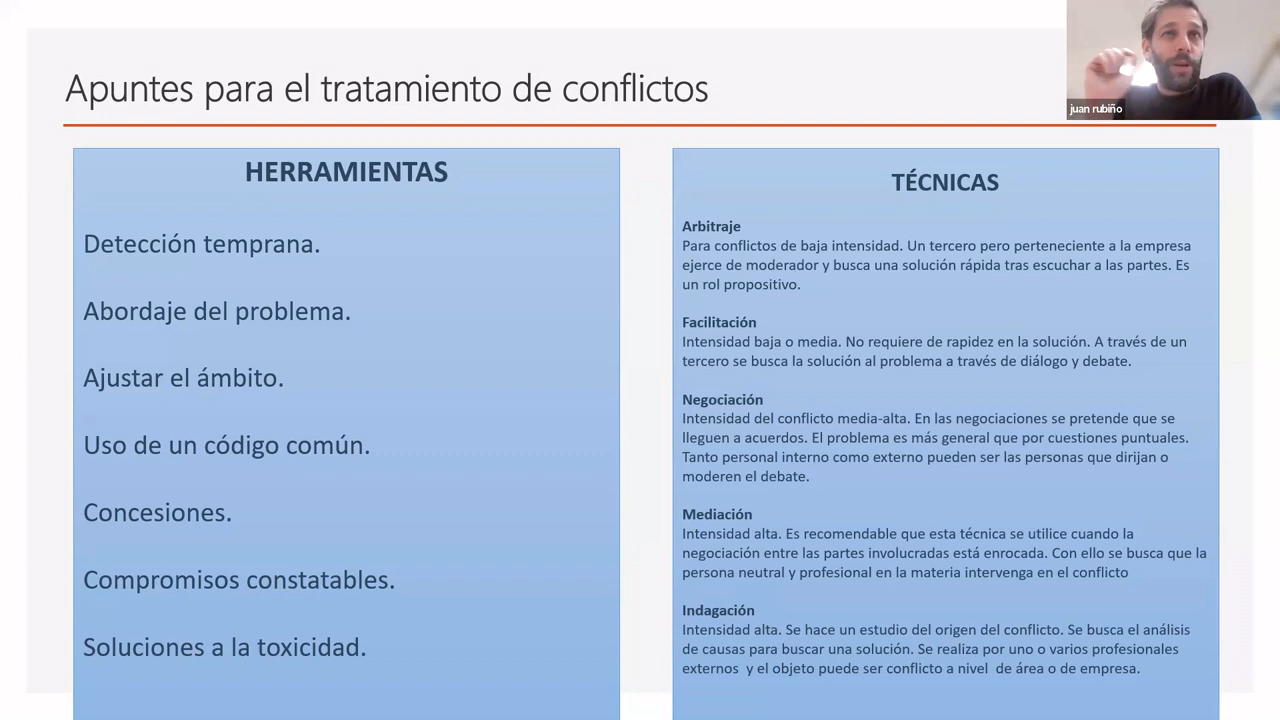 Apuntes para el tratamiento de conflictos
juan rubiño
HERRAMIENTAS
Detección temprana.
Abordaje del problema.
Ajustar el ámbito.
Uso de un código común.
Concesiones.
Compromisos constatables.
Soluciones a la toxicidad.
TÉCNICAS
Arbitraje
Para conflictos de baja intensidad. Un tercero pero perteneciente a la empresa
ejerce de moderador y busca una solución rápida tras escuchar a las partes. Es
un rol propositivo.
Facilitación
Intensidad baja o media. No requiere de rapidez en la solución. A través de un
tercero se busca la solución al problema a través de diálogo y debate.
Negociación
Intensidad del conflicto media-alta. En las negociaciones se pretende que se
lleguen a acuerdos. El problema es más general que por cuestiones puntuales.
Tanto personal interno como externo pueden ser las personas que dirijan o
moderen el debate.
Mediación
Intensidad alta. Es recomendable que esta técnica se utilice cuando la
negociación entre las partes involucradas está enrocada. Con ello se busca que la
persona neutral y profesional en la materia intervenga en el conflicto
Indagación
Intensidad alta. Se hace un estudio del origen del conflicto. Se busca el análisis
de causas para buscar una solución. Se realiza por uno o varios profesionales
externos  y el objeto puede ser conflicto a nivel  de área o de empresa.